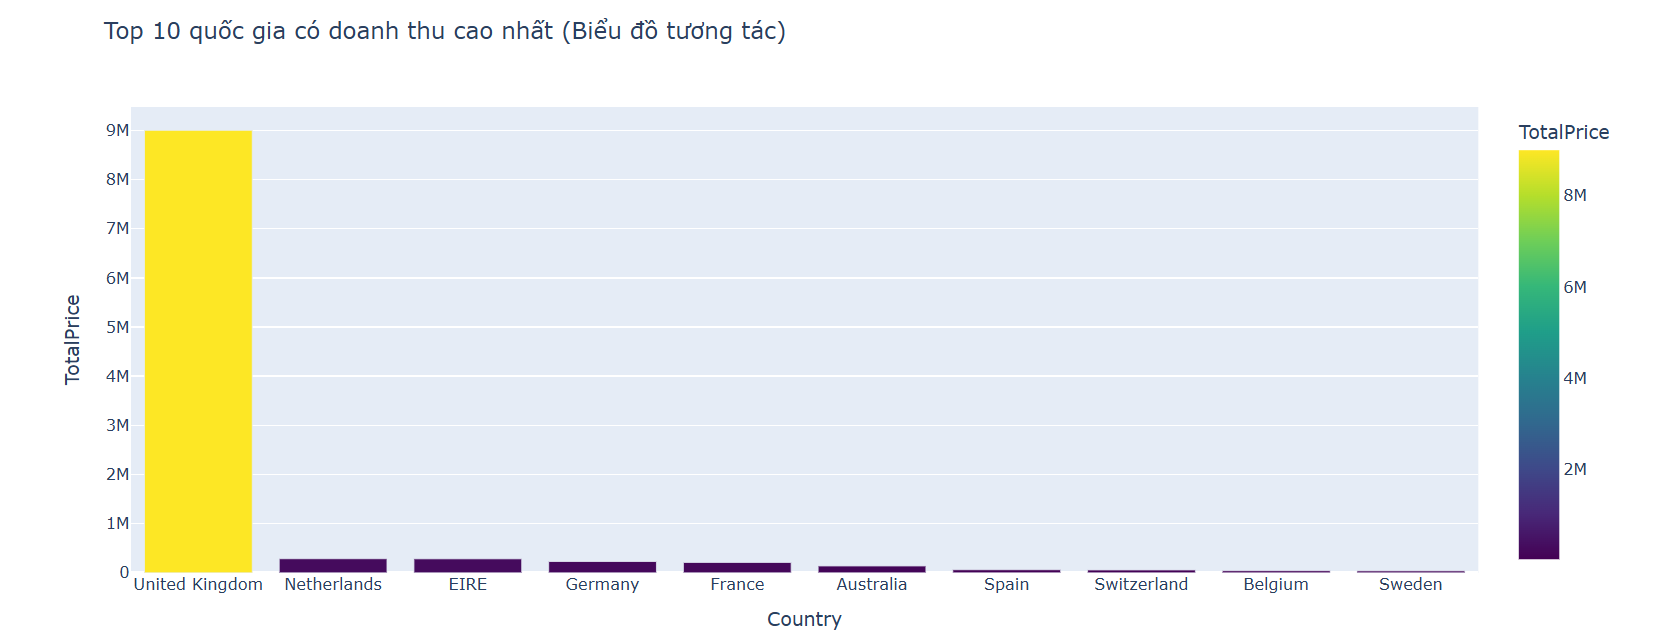 Top 10 quốc gia có doanh thu cao nhất (Biểu đồ tương tác)
TotalPrice
9M
8M
7M
6M
5M
4M
3M
2M
1M
0
United Kingdom Netherlands EIRE Germany France Australia Spain Switzerland Belgium Sweden
Country
TotalPrice
8M
6M
4M
2M